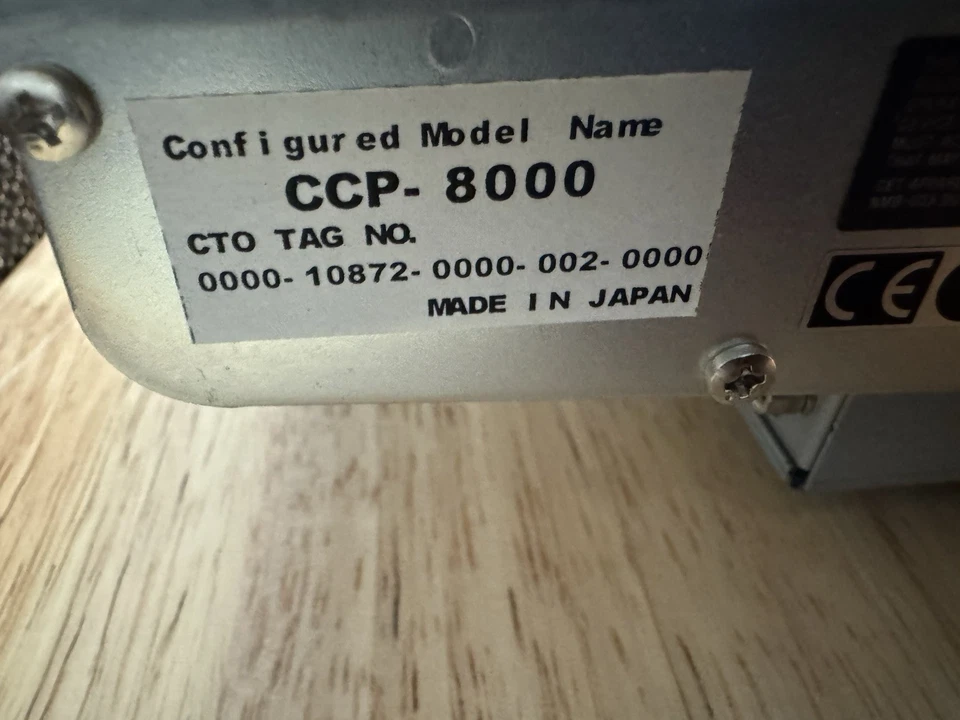 Configured Model Name
CCP-8000
CTO TAG NO.
0000-10872-0000-002-0000
MADE IN JAPAN
CE